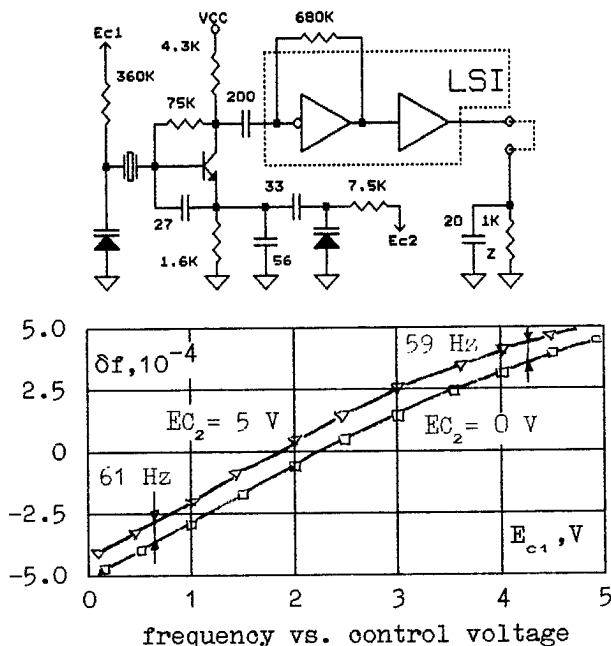 Ec1
VCC
680K
4.3K
360K
LSI
75K
200
27
33
7.5K
Ec2
20
1K
Z
1.6K
56
5.0
δf,10⁻⁴
59 Hz
2.5
EC₂= 5 V
EC₂= 0 V
0
61 Hz
-2.5
E꜀₁,V
-5.0
0 1 2 3 4 5
frequency vs. control voltage